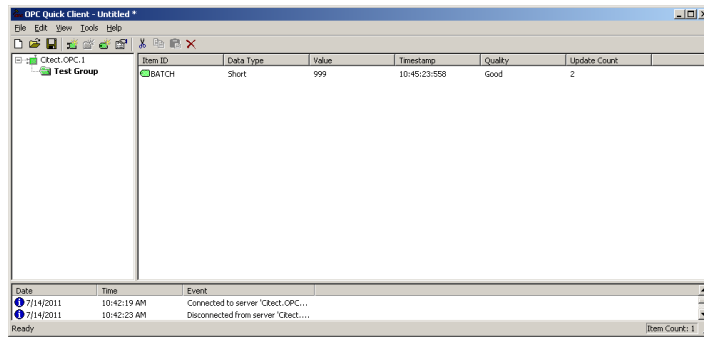 OPC Quick Client - Untitled *
File Edit View Tools Help
Citect.OPC.1
Test Group
Item ID Data Type Value Timestamp Quality Update Count
BATCH Short 999 10:45:23:558 Good 2
Date Time Event
7/14/2011 10:42:19 AM Connected to server 'Citect.OPC...
7/14/2011 10:42:23 AM Disconnected from server 'Citect....
Ready Item Count: 1